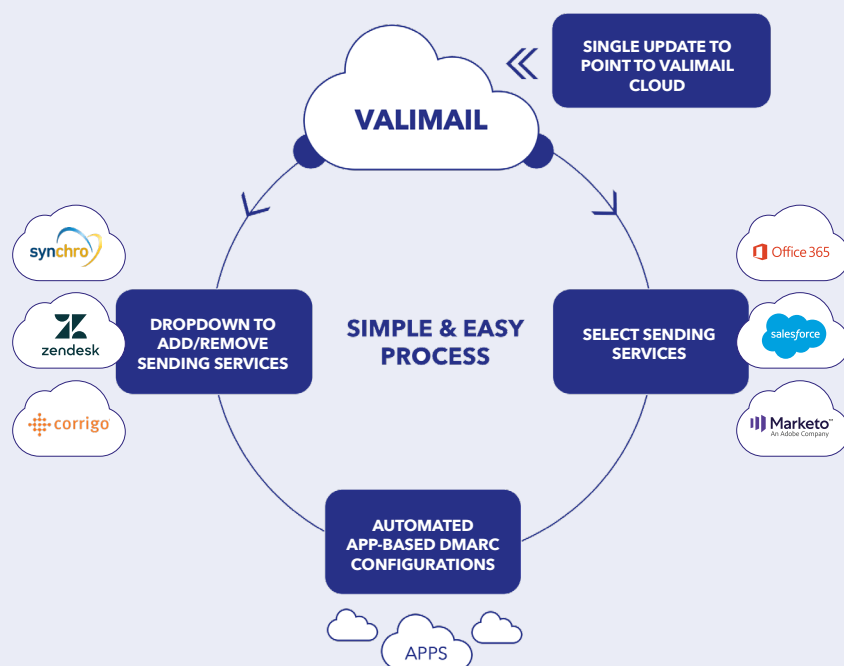 SINGLE UPDATE TO
POINT TO VALIMAIL
CLOUD
VALIMAIL
synchro
Office 365
DROPDOWN TO
ADD/REMOVE
SENDING SERVICES
SIMPLE & EASY
PROCESS
SELECT SENDING
SERVICES
zendesk
salesforce
corrigo
Marketo™
An Adobe Company
AUTOMATED
APP-BASED DMARC
CONFIGURATIONS
APPS